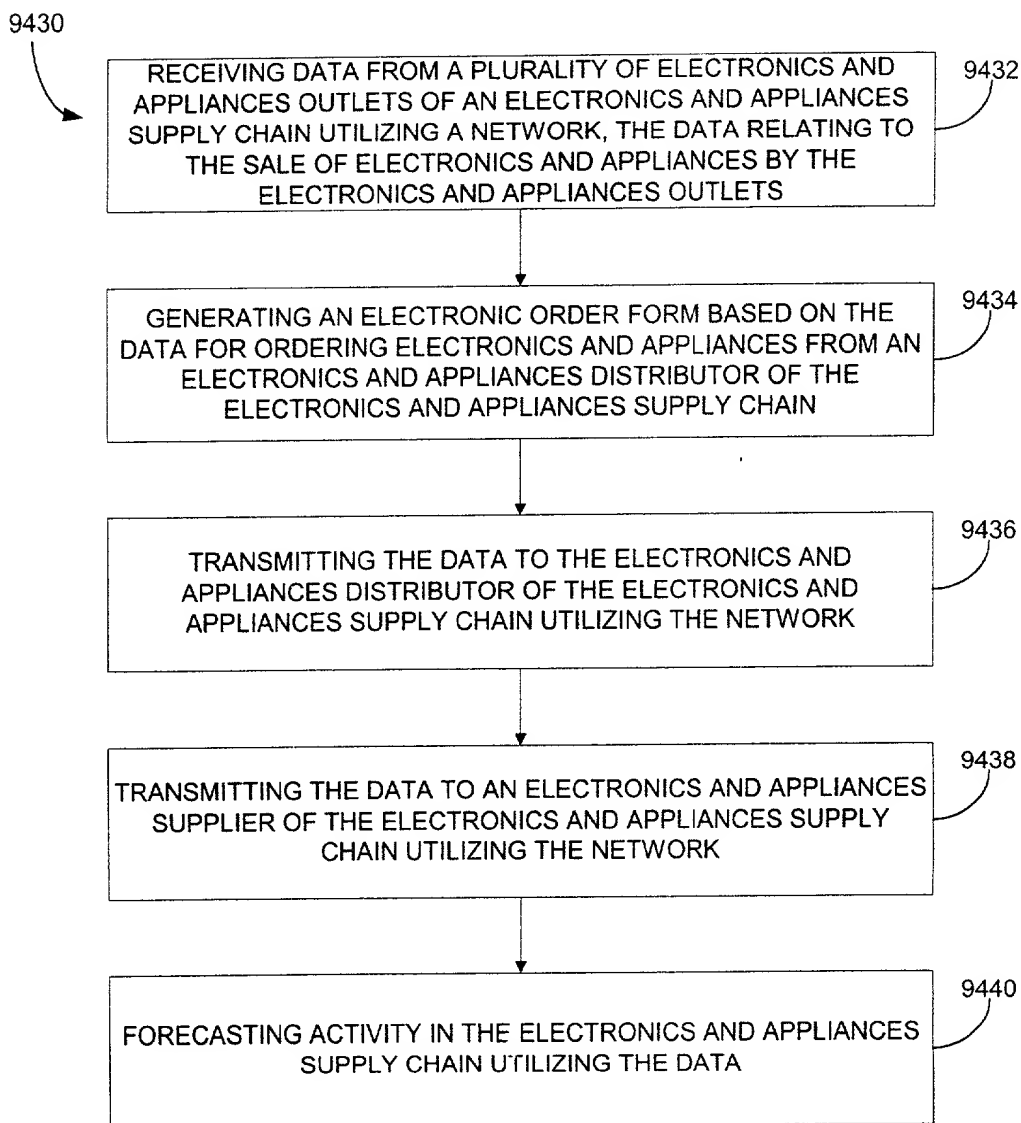 9430
RECEIVING DATA FROM A PLURALITY OF ELECTRONICS AND
APPLIANCES OUTLETS OF AN ELECTRONICS AND APPLIANCES
SUPPLY CHAIN UTILIZING A NETWORK, THE DATA RELATING TO
THE SALE OF ELECTRONICS AND APPLIANCES BY THE
ELECTRONICS AND APPLIANCES OUTLETS
9432
GENERATING AN ELECTRONIC ORDER FORM BASED ON THE
DATA FOR ORDERING ELECTRONICS AND APPLIANCES FROM AN
ELECTRONICS AND APPLIANCES DISTRIBUTOR OF THE
ELECTRONICS AND APPLIANCES SUPPLY CHAIN
9434
TRANSMITTING THE DATA TO THE ELECTRONICS AND
APPLIANCES DISTRIBUTOR OF THE ELECTRONICS AND
APPLIANCES SUPPLY CHAIN UTILIZING THE NETWORK
9436
TRANSMITTING THE DATA TO AN ELECTRONICS AND APPLIANCES
SUPPLIER OF THE ELECTRONICS AND APPLIANCES SUPPLY
CHAIN UTILIZING THE NETWORK
9438
FORECASTING ACTIVITY IN THE ELECTRONICS AND APPLIANCES
SUPPLY CHAIN UTILIZING THE DATA
9440